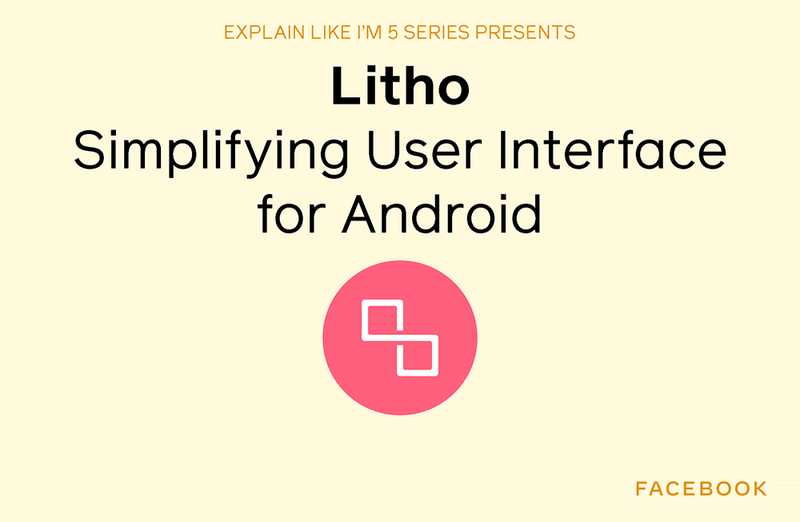 EXPLAIN LIKE I'M 5 SERIES PRESENTS
Litho
Simplifying User Interface
for Android
FACEBOOK